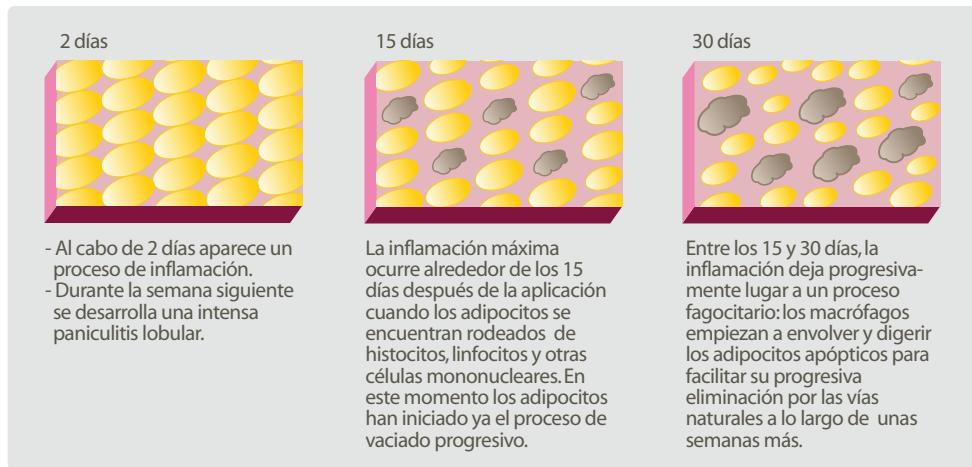 2 días
- Al cabo de 2 días aparece un
proceso de inflamación.
- Durante la semana siguiente
se desarrolla una intensa
paniculitis lobular.
15 días
La inflamación máxima
ocurre alrededor de los 15
días después de la aplicación
cuando los adipocitos se
encuentran rodeados de
histocitos, linfocitos y otras
células mononucleares. En
este momento los adipocitos
han iniciado ya el proceso de
vaciado progresivo.
30 días
Entre los 15 y 30 días, la
inflamación deja progresiva-
mente lugar a un proceso
fagocitario: los macrófagos
empiezan a envolver y digerir
los adipocitos apópticos para
facilitar su progresiva
eliminación por las vías
naturales a lo largo de unas
semanas más.